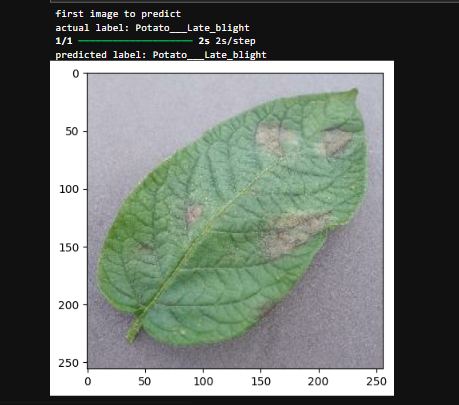 first image to predict
actual label: Potato___Late_blight
1/1 ━━━━━━━━━━━━━━━━━━━━ 2s 2s/step
predicted label: Potato___Late_blight
0
50
100
150
200
250
0 50 100 150 200 250